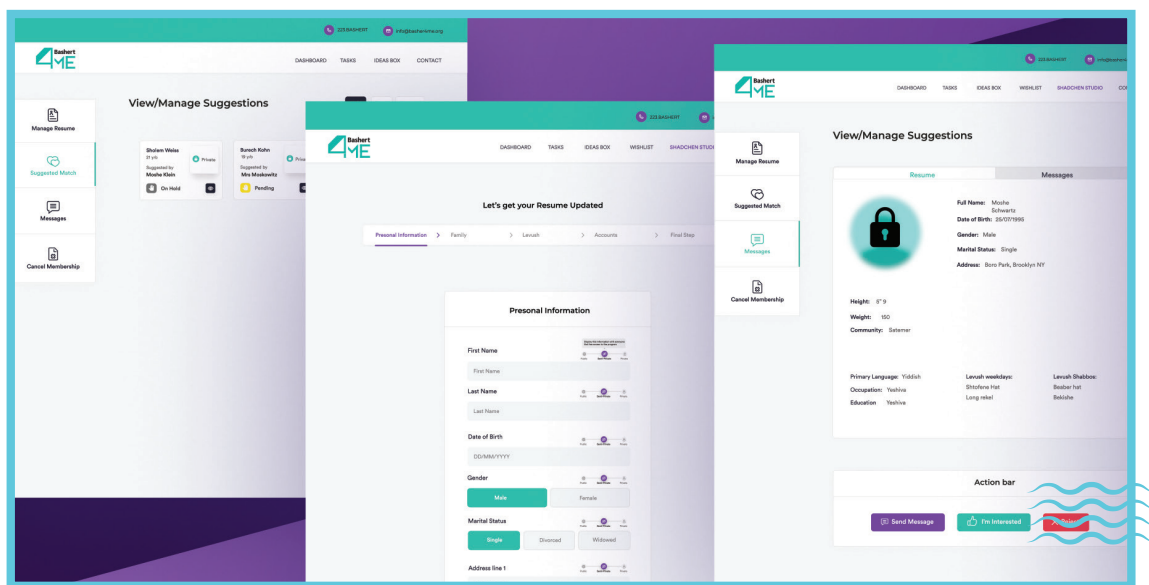 223.BASHERT
info@bashert4me.org
Bashert
4ME
DASHBOARD TASKS IDEAS BOX CONTACT
Manage Resume
Suggested Match
Messages
Cancel Membership
View/Manage Suggestions
Sholem Weiss
21 y/o
Suggested by
Moshe Klein
Private
On Hold
Burech Kohn
18 y/o
Suggested by
Mrs Moskowitz
Pending
223.BASHERT
Bashert
4ME
DASHBOARD TASKS IDEAS BOX WISHLIST
Let's get your Resume Updated
Presonal Information > Family > Levush > Accounts > Final Step
Presonal Information
First Name
First Name
Last Name
Last Name
Date of Birth
DD/MM/YYYY
Gender
Male Female
Marital Status
Single Divorced Widowed
Address line 1
223.BASHERT
Bashert
4ME
DASHBOARD TASKS IDEAS BOX WISHLIST SHADCHEN STUDIO
Manage Resume
Suggested Match
Messages
Cancel Membership
View/Manage Suggestions
Resume Messages
Full Name: Moshe
Schwartz
Date of Birth: 25/07/1995
Gender: Male
Marital Status: Single
Address: Boro Park, Brooklyn NY
Height: 5" 9
Weight: 160
Community: Satemer
Primary Language: Yiddish
Occupation: Yeshiva
Education Yeshiva
Levush weekdays:
Shtofene Hat
Long rekel
Levush Shabbos:
Beaber hat
Bekishe
Action bar
Send Message
I'm Interested